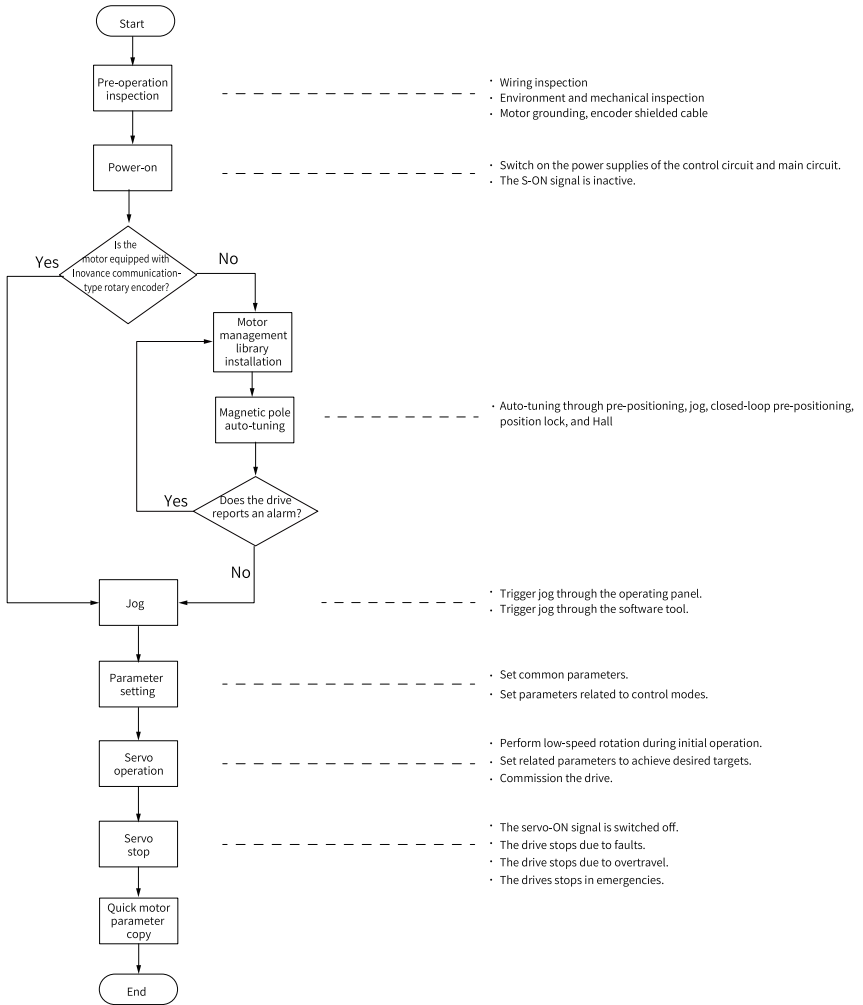 Start
Pre-operation
inspection
· Wiring inspection
· Environment and mechanical inspection
· Motor grounding, encoder shielded cable
Power-on
· Switch on the power supplies of the control circuit and main circuit.
· The S-ON signal is inactive.
Is the
motor equipped with
Inovance communication-
type rotary encoder?
Yes
No
Motor
management
library
installation
Magnetic pole
auto-tuning
· Auto-tuning through pre-positioning, jog, closed-loop pre-positioning,
position lock, and Hall
Does the drive
reports an alarm?
Yes
No
Jog
· Trigger jog through the operating panel.
· Trigger jog through the software tool.
Parameter
setting
· Set common parameters.
· Set parameters related to control modes.
Servo
operation
· Perform low-speed rotation during initial operation.
· Set related parameters to achieve desired targets.
· Commission the drive.
Servo
stop
· The servo-ON signal is switched off.
· The drive stops due to faults.
· The drive stops due to overtravel.
· The drives stops in emergencies.
Quick motor
parameter
copy
End